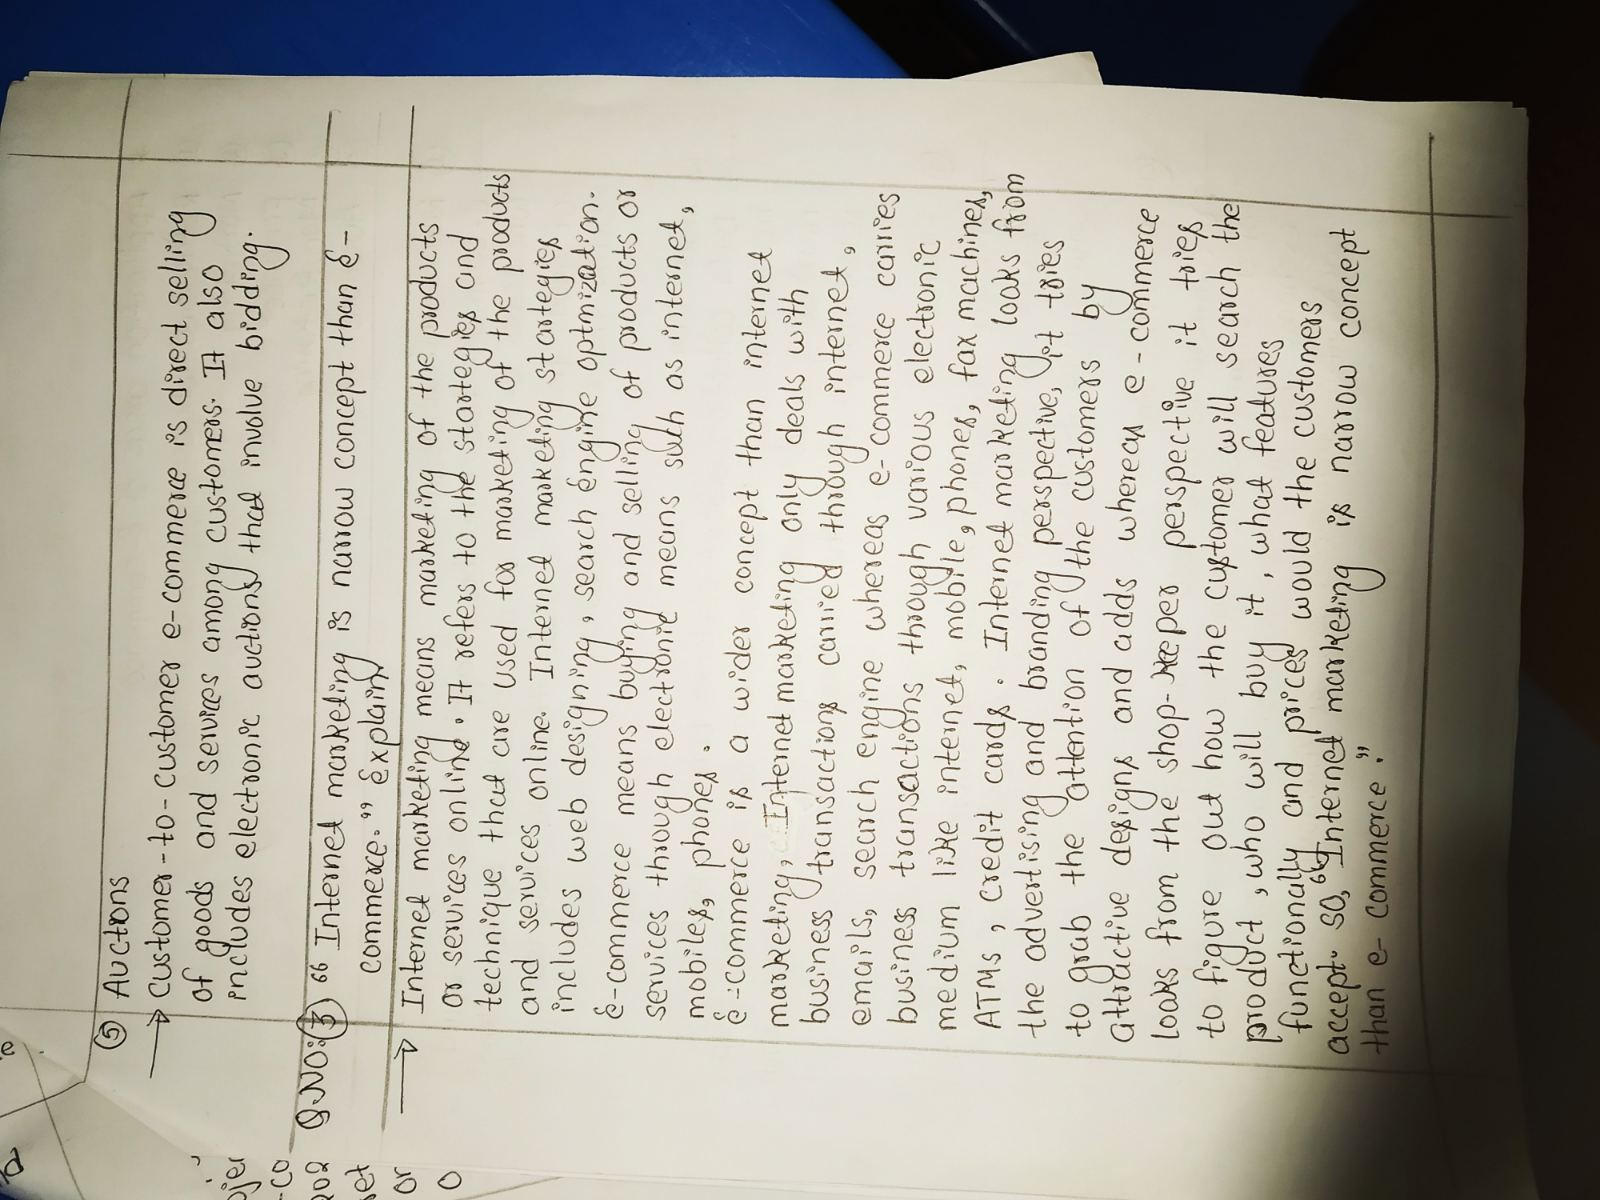 ⑤ Auctions
→ Customer-to-customer e-commerce is direct selling
of goods and services among customers. It also
includes electronic auctions that involve bidding.
Q.NO:③ “ Internet marketing is narrow concept than E-
commerce. ” Explain
→ Internet marketing means marketing of the products
or services online. It refers to the startegies and
technique that are used for marketing of the products
and services online. Internet marketing startegies
includes web designing, search engine optmization.
E-commerce means buying and selling of products or
services through electronic means such as internet,
mobiles, phones.
E-commerce is a wider concept than internet
marketing, Internet marketing only deals with
business transactions carried through internet,
emails, search engine whereas e-commerce carries
business transactions through various electronic
medium like internet, mobile, phones, fax machines,
ATMs, credit cards. Internet marketing looks from
the advertising and branding perspective, it tries
to grab the attention of the customers by
attractive designs and adds whereas e-commerce
looks from the shop-keeper perspective it tries
to figure out how the customer will search the
product, who will buy it, what features
functionally and prices would the customers
accept. So, “Internet marketing is narrow concept
than e-commerce.”